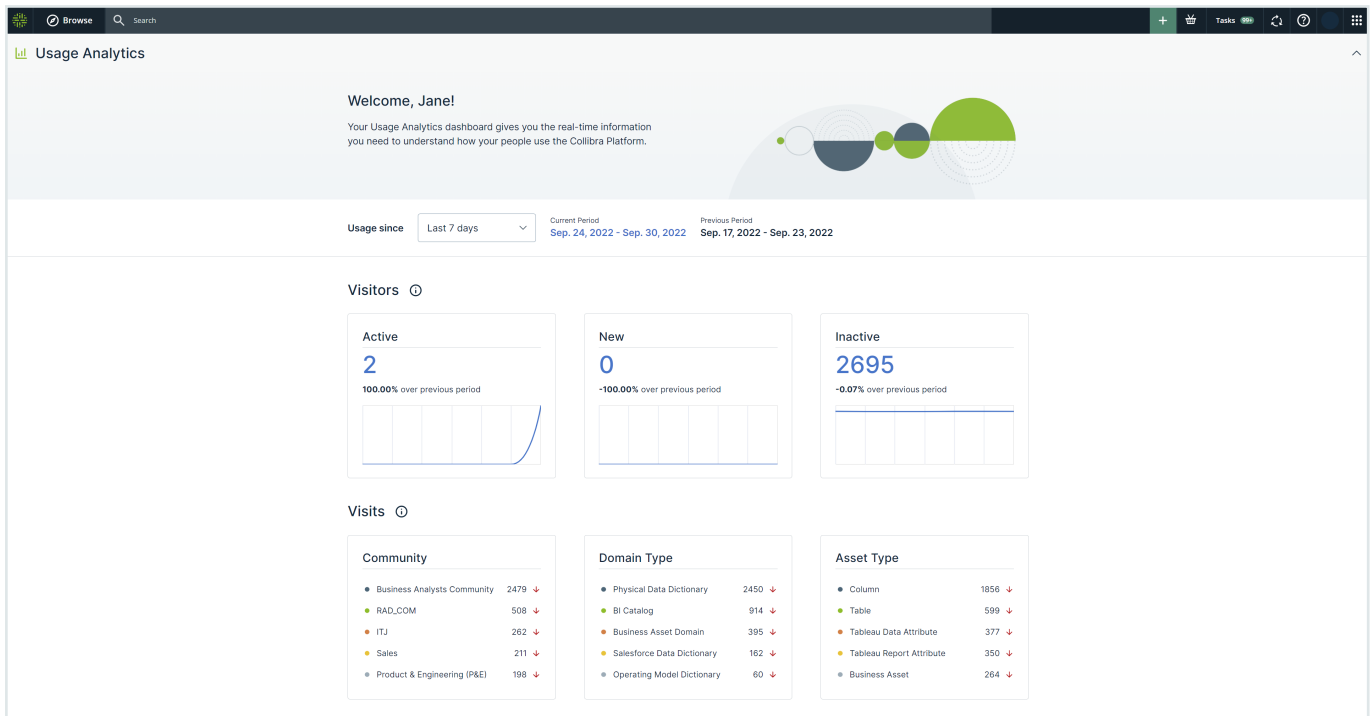 Browse Search + Tasks 99+ ?
Usage Analytics
Welcome, Jane!
Your Usage Analytics dashboard gives you the real-time information
you need to understand how your people use the Collibra Platform.
Usage since Last 7 days
Current Period Previous Period
Sep. 24, 2022 - Sep. 30, 2022 Sep. 17, 2022 - Sep. 23, 2022
Visitors
Active
2
100.00% over previous period
New
0
-100.00% over previous period
Inactive
2695
-0.07% over previous period
Visits
Community
Business Analysts Community 2479
RAD_COM 508
ITJ 262
Sales 211
Product & Engineering (P&E) 198
Domain Type
Physical Data Dictionary 2450
BI Catalog 914
Business Asset Domain 395
Salesforce Data Dictionary 162
Operating Model Dictionary 60
Asset Type
Column 1856
Table 599
Tableau Data Attribute 377
Tableau Report Attribute 350
Business Asset 264